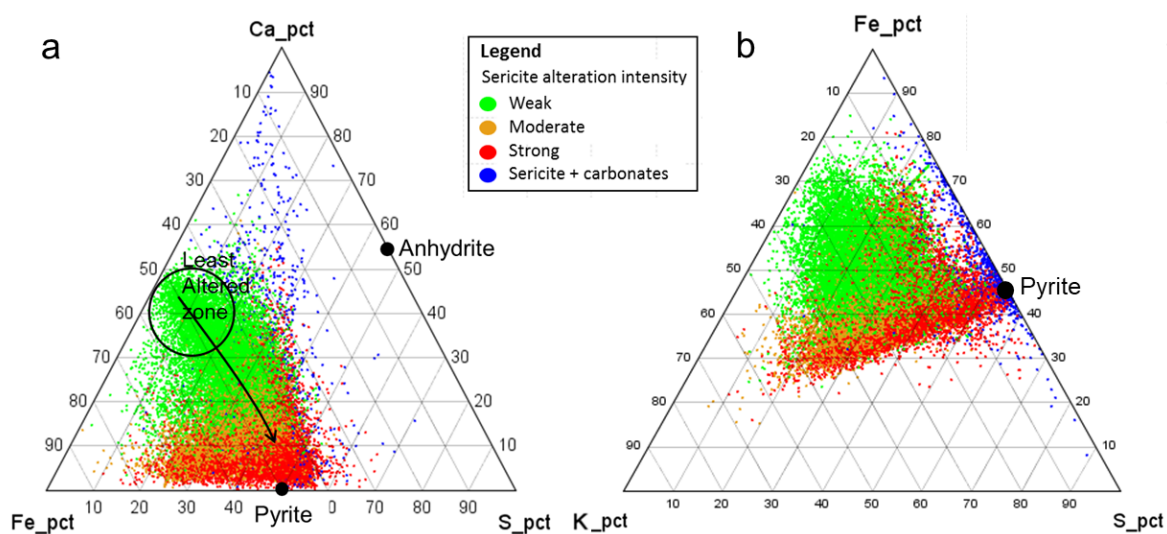 a
Ca_pct
10 90
20 80
30 70
40 60
50 50
60 40
70 30
80 20
90 10
Least
Altered
zone
Anhydrite
10 20 30 40 60 70 80 90
Fe_pct
Pyrite
S_pct
Legend
Sericite alteration intensity
Weak
Moderate
Strong
Sericite + carbonates
b
Fe_pct
10 90
20 80
30 70
40 60
50 50
60 40
70 30
80 20
90 10
Pyrite
10 20 30 40 50 60 70 80 90
K_pct
S_pct